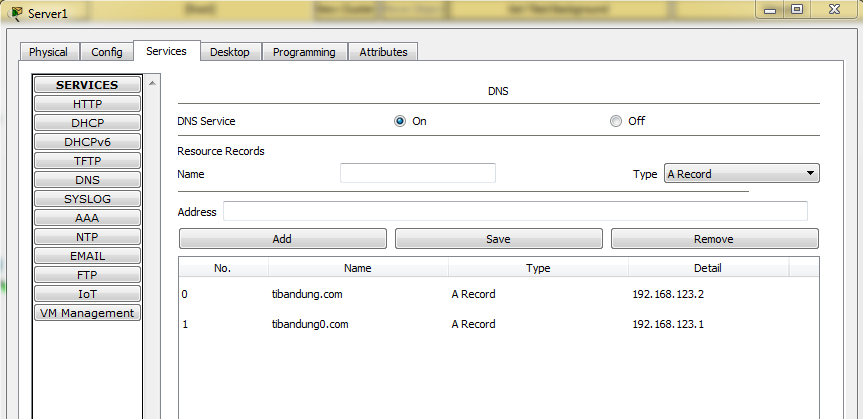 Server1
Physical Config Services Desktop Programming Attributes
SERVICES
HTTP
DHCP
DHCPv6
TFTP
DNS
SYSLOG
AAA
NTP
EMAIL
FTP
IoT
VM Management
DNS
DNS Service On Off
Resource Records
Name Type A Record
Address
Add Save Remove
No. Name Type Detail
0 tibandung.com A Record 192.168.123.2
1 tibandung0.com A Record 192.168.123.1